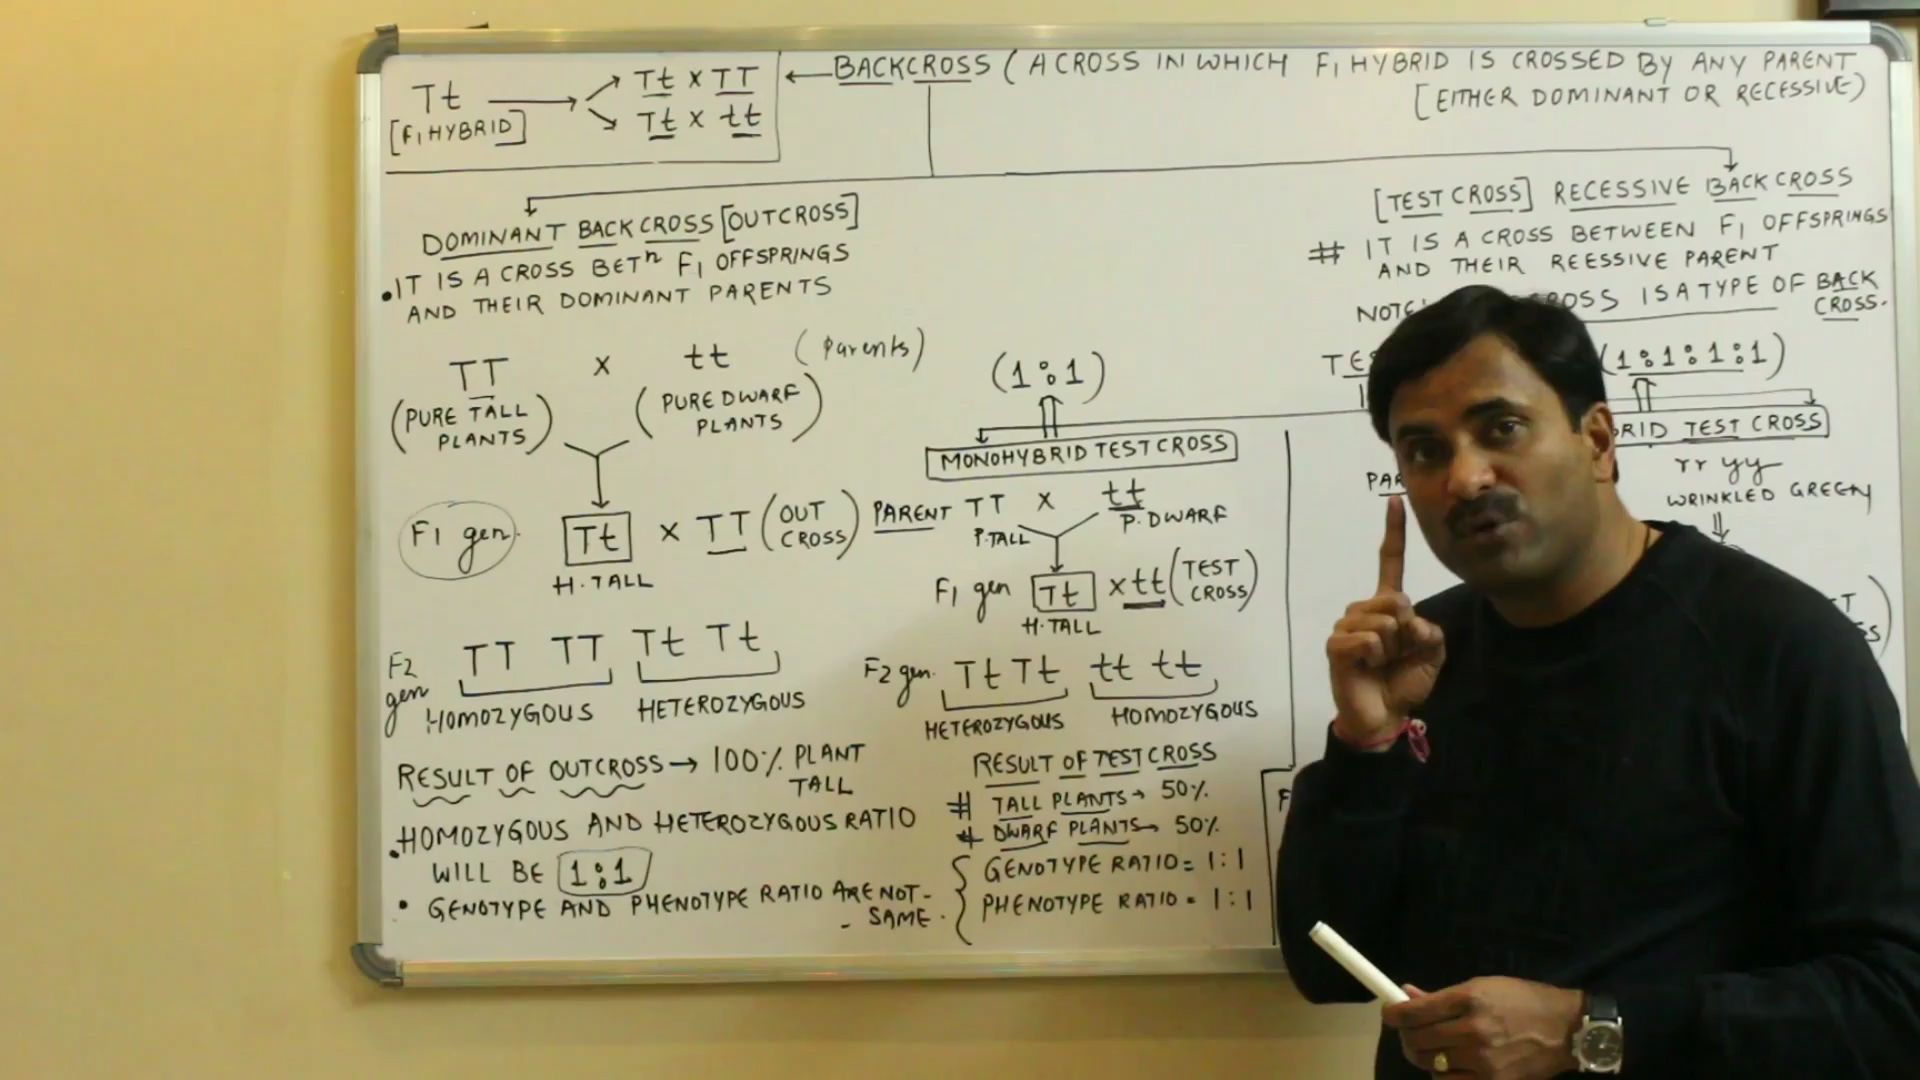 Tt
[F1 HYBRID]
Tt x TT
Tt x tt
BACKCROSS (A CROSS IN WHICH F1 HYBRID IS CROSSED BY ANY PARENT
[EITHER DOMINANT OR RECESSIVE)
DOMINANT BACK CROSS [OUTCROSS]
• IT IS A CROSS BETn F1 OFFSPRINGS
AND THEIR DOMINANT PARENTS
TT x tt (Parents)
(PURE TALL
PLANTS)
(PURE DWARF
PLANTS)
F1 gen. Tt x TT (OUT
CROSS)
H.TALL
F2
gen
TT TT Tt Tt
HOMOZYGOUS HETEROZYGOUS
RESULT OF OUTCROSS → 100% PLANT
TALL
• HOMOZYGOUS AND HETEROZYGOUS RATIO
WILL BE 1:1
• GENOTYPE AND PHENOTYPE RATIO ARE NOT-
- SAME.
[TEST CROSS] RECESSIVE BACK CROSS
# IT IS A CROSS BETWEEN F1 OFFSPRINGS
AND THEIR REESSIVE PARENT
IS A TYPE OF BACK
CROSS.
(1:1)
(1:1:1:1)
MONOHYBRID TEST CROSS
PARENT TT x tt
P.TALL P.DWARF
F1 gen Tt x tt (TEST
CROSS)
H.TALL
F2 gen. Tt Tt tt tt
HETEROZYGOUS HOMOZYGOUS
RESULT OF TEST CROSS
# TALL PLANTS → 50%
# DWARF PLANTS → 50%
GENOTYPE RATIO = 1:1
PHENOTYPE RATIO = 1:1
TEST CROSS
rr yy
WRINKLED GREEN